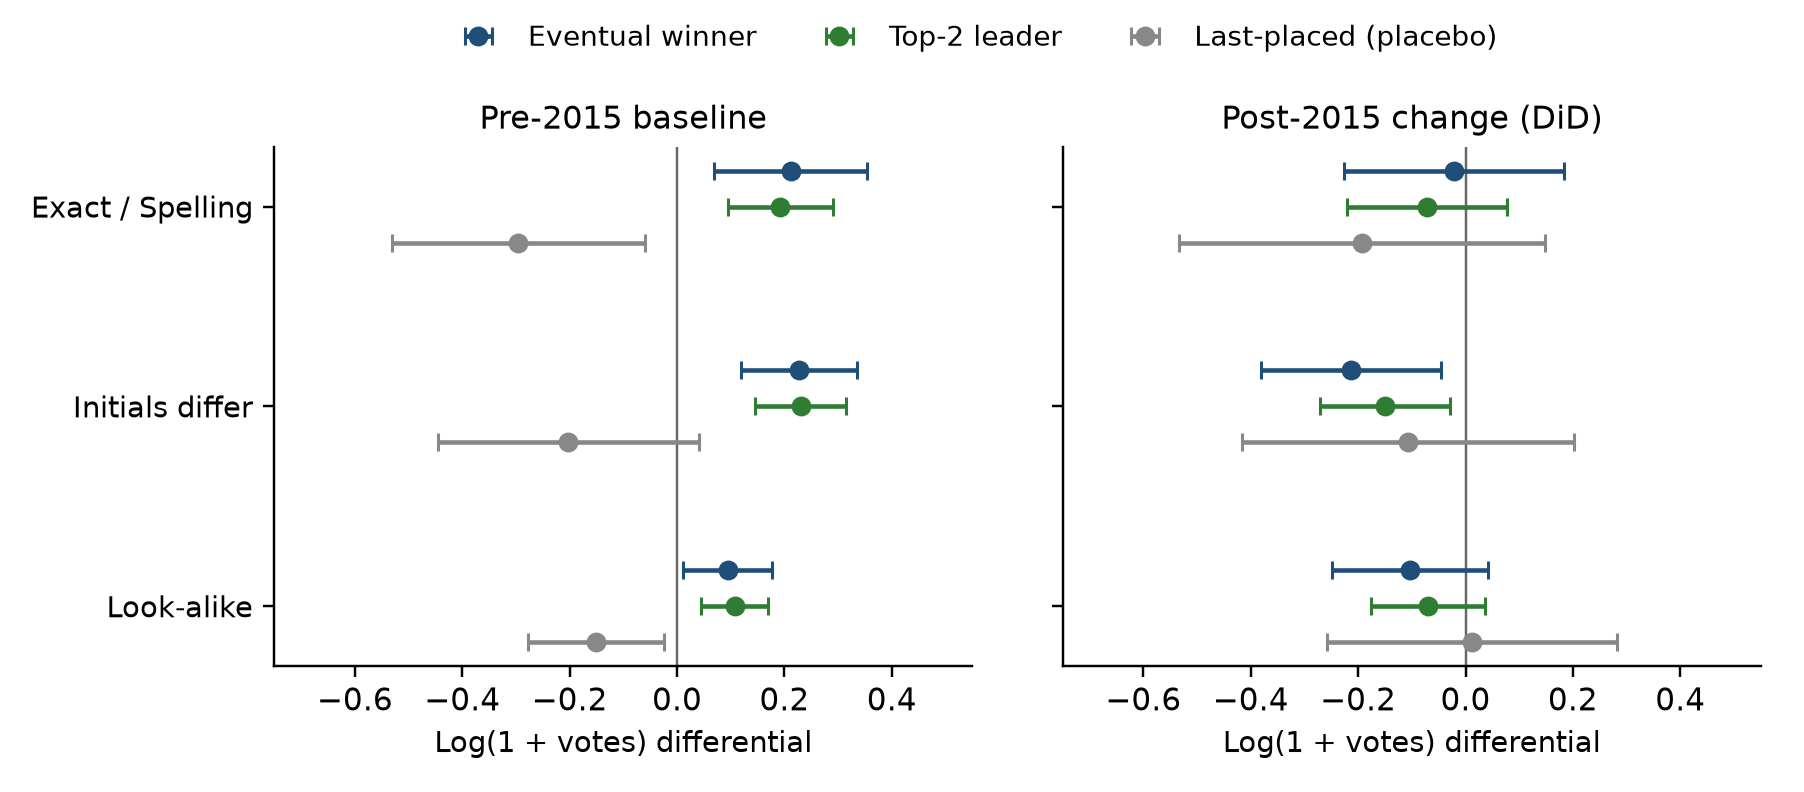 Eventual winner Top-2 leader Last-placed (placebo)
Pre-2015 baseline
Post-2015 change (DiD)
Exact / Spelling
Initials differ
Look-alike
−0.6 −0.4 −0.2 0.0 0.2 0.4
−0.6 −0.4 −0.2 0.0 0.2 0.4
Log(1 + votes) differential
Log(1 + votes) differential